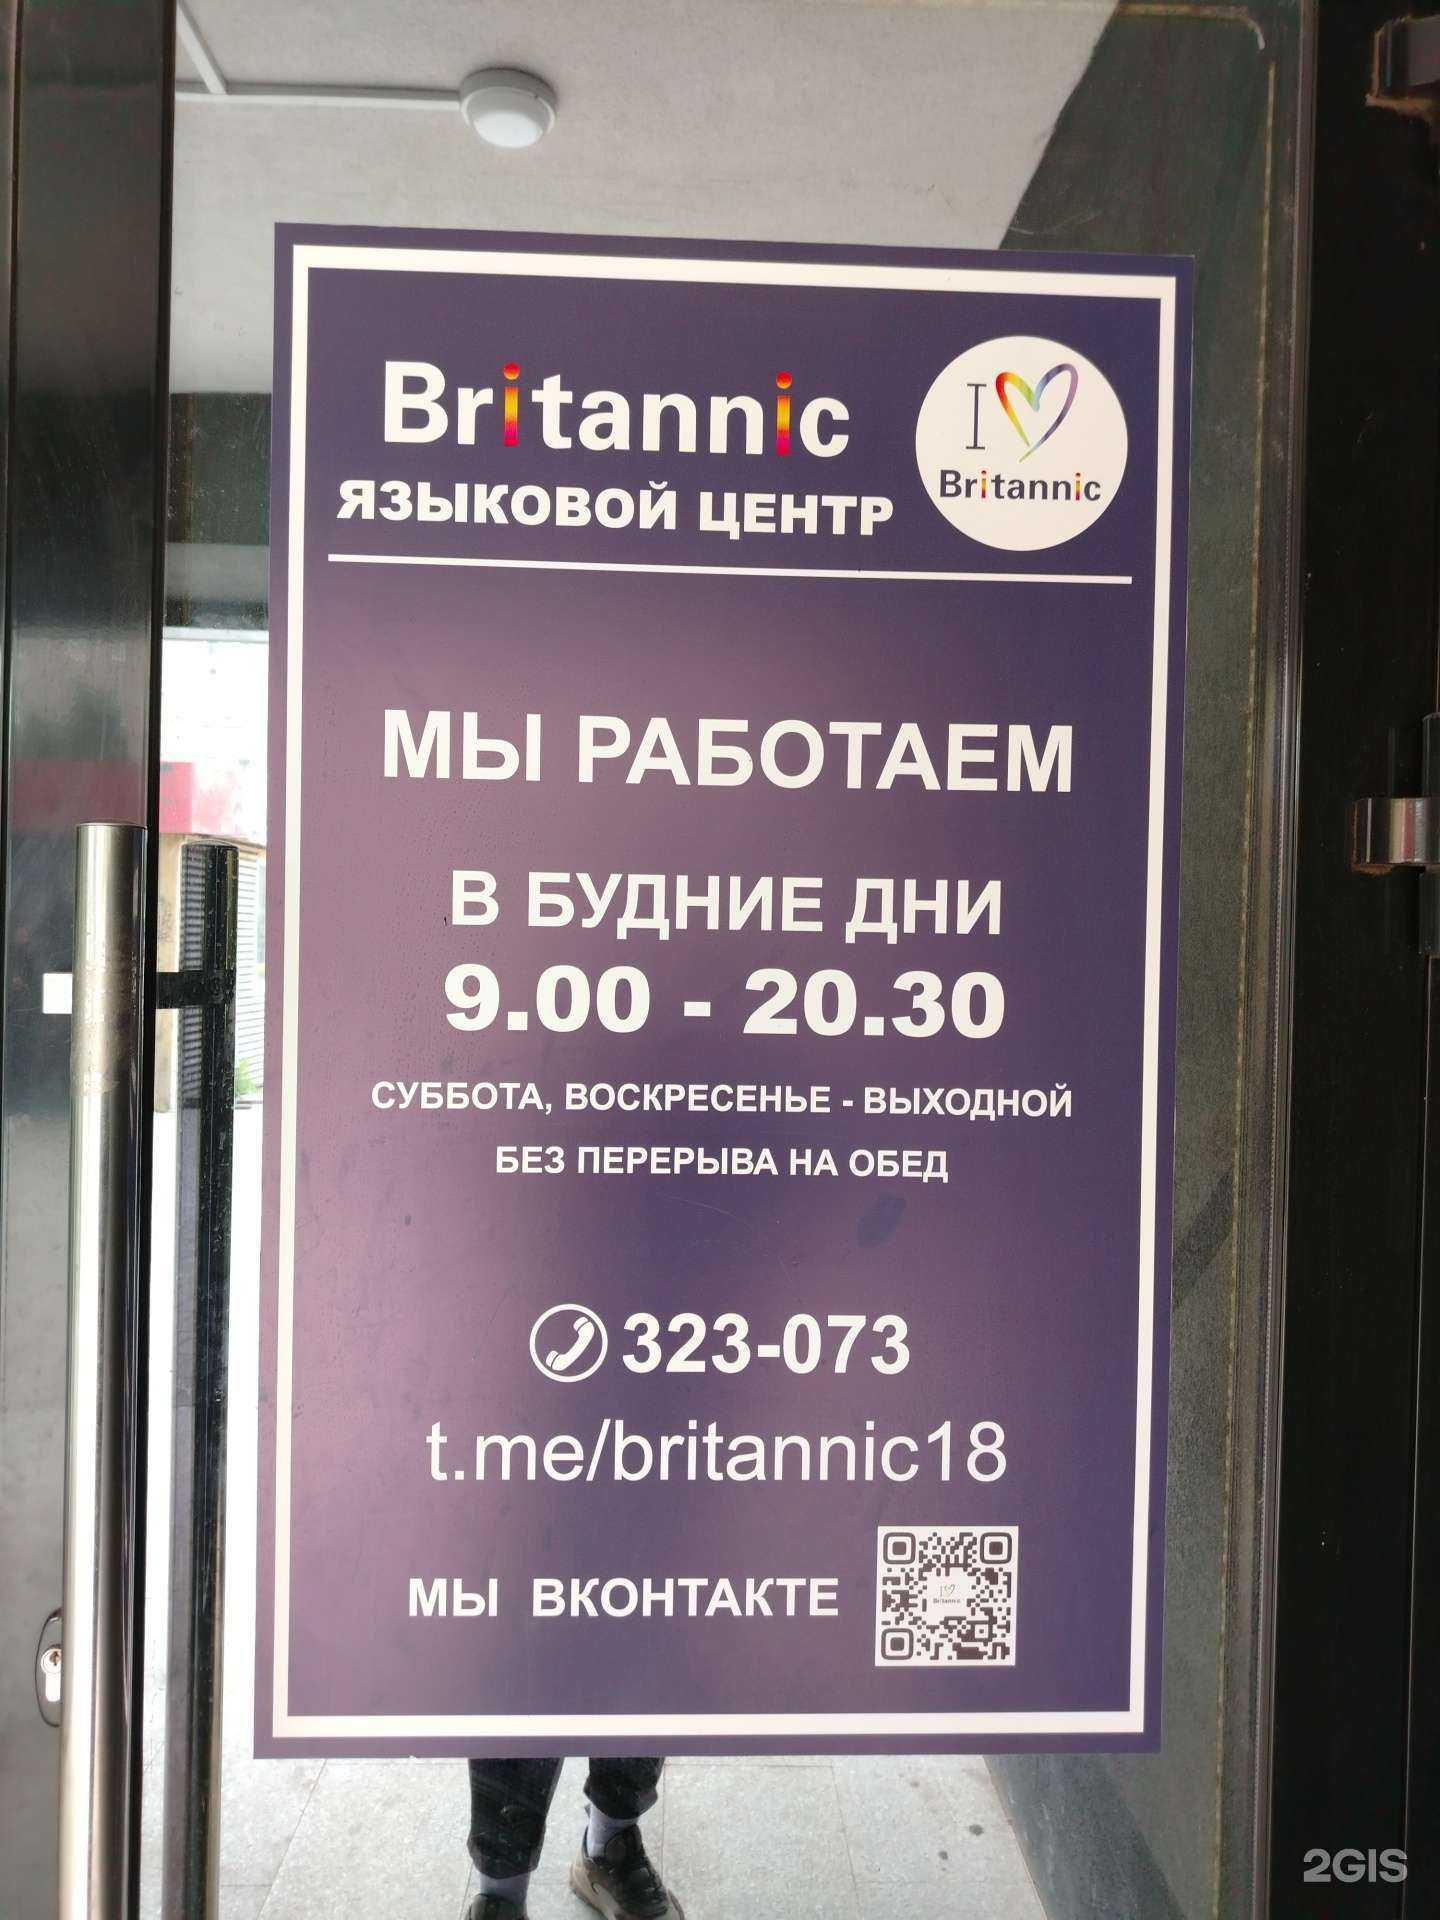 Britannic
ЯЗЫКОВОЙ ЦЕНТР
I
Britannic
МЫ РАБОТАЕМ
В БУДНИЕ ДНИ
9.00 - 20.30
СУББОТА, ВОСКРЕСЕНЬЕ - ВЫХОДНОЙ
БЕЗ ПЕРЕРЫВА НА ОБЕД
323-073
t.me/britannic18
МЫ ВКОНТАКТЕ
I
Britannic
2GIS